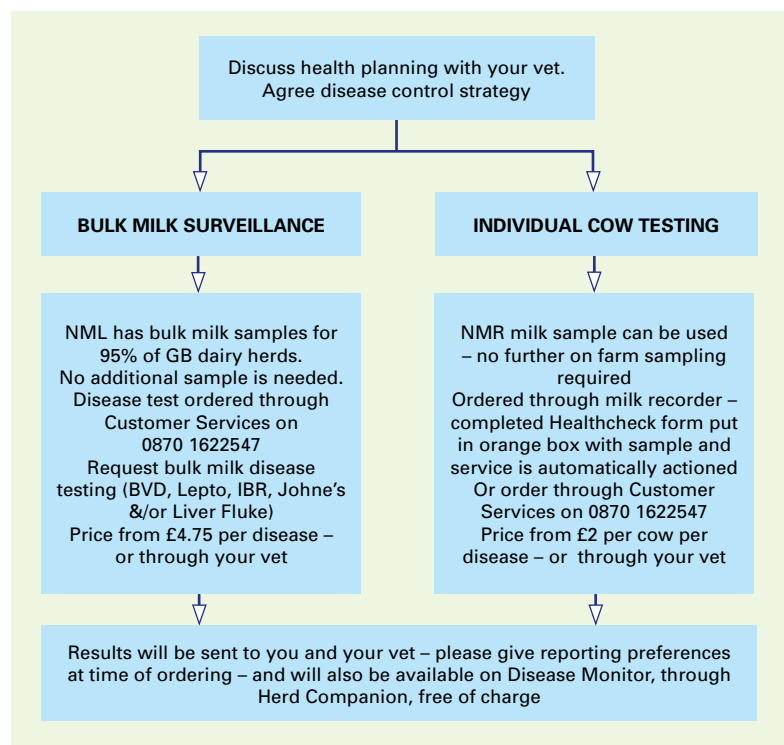 Discuss health planning with your vet.
Agree disease control strategy
BULK MILK SURVEILLANCE
INDIVIDUAL COW TESTING
NML has bulk milk samples for
95% of GB dairy herds.
No additional sample is needed.
Disease test ordered through
Customer Services on
0870 1622547
Request bulk milk disease
testing (BVD, Lepto, IBR, Johne's
&/or Liver Fluke)
Price from £4.75 per disease –
or through your vet
NMR milk sample can be used
– no further on farm sampling
required
Ordered through milk recorder –
completed Healthcheck form put
in orange box with sample and
service is automatically actioned
Or order through Customer
Services on 0870 1622547
Price from £2 per cow per
disease – or through your vet
Results will be sent to you and your vet – please give reporting preferences
at time of ordering – and will also be available on Disease Monitor, through
Herd Companion, free of charge